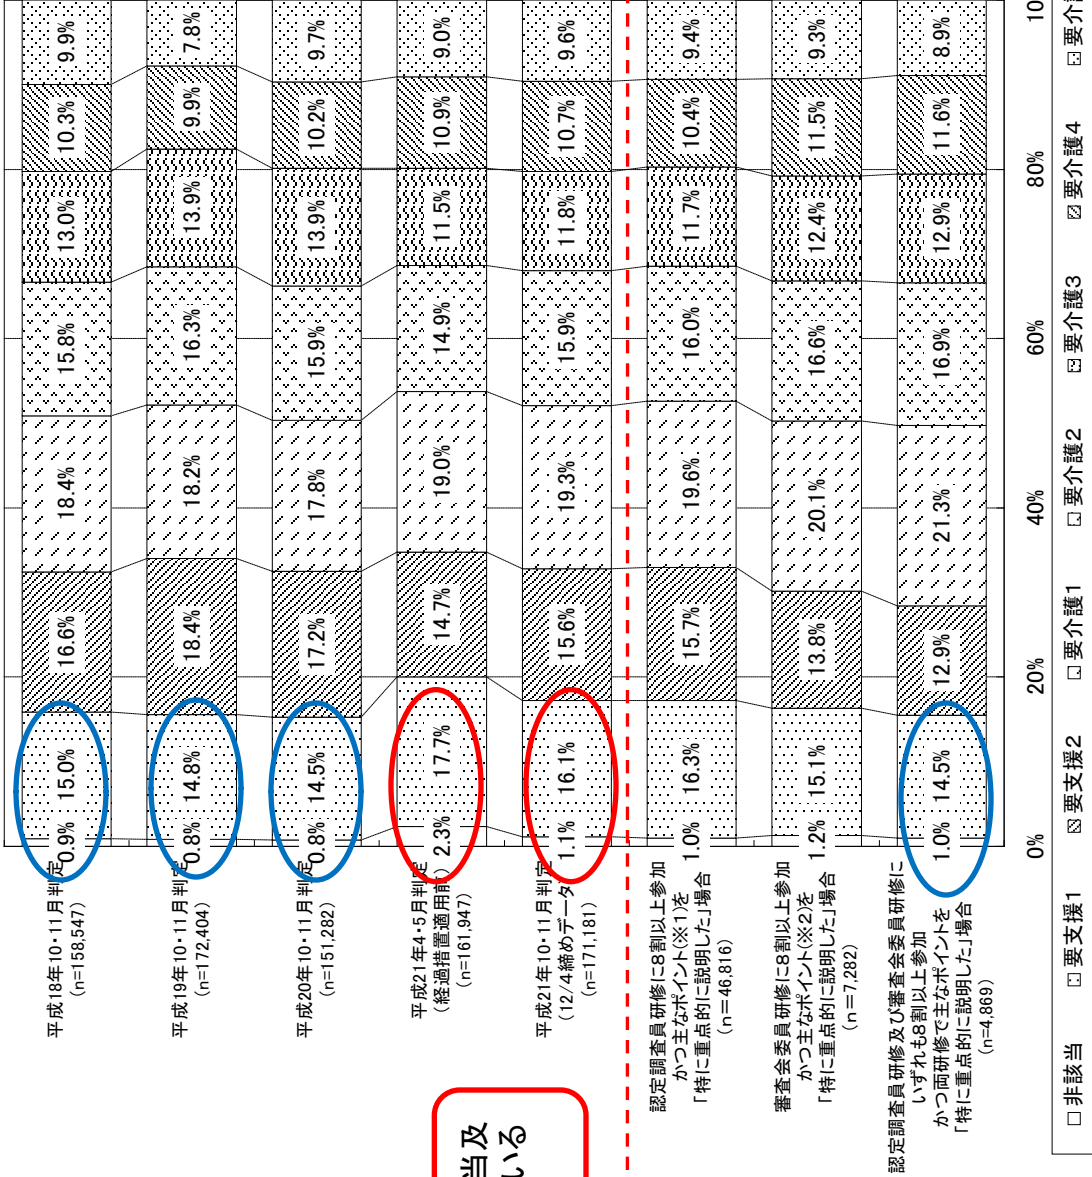 平成18年10・11月判定
(n=158,547)
0.9%
15.0%
16.6%
18.4%
15.8%
13.0%
10.3%
9.9%
平成19年10・11月判定
(n=172,404)
0.8%
14.8%
18.4%
18.2%
16.3%
13.9%
9.9%
7.8%
平成20年10・11月判定
(n=151,282)
0.8%
14.5%
17.2%
17.8%
15.9%
13.9%
10.2%
9.7%
平成21年4・5月判定
(経過措置適用前)
(n=161,947)
2.3%
17.7%
14.7%
19.0%
14.9%
11.5%
10.9%
9.0%
平成21年10・11月判定
(12/4締めデータ)
(n=171,181)
1.1%
16.1%
15.6%
19.3%
15.9%
11.8%
10.7%
9.6%
認定調査員研修に8割以上参加
かつ主なポイント(※1)を
「特に重点的に説明した」場合
(n=46,816)
1.0%
16.3%
15.7%
19.6%
16.0%
11.7%
10.4%
9.4%
審査会委員研修に8割以上参加
かつ主なポイント(※2)を
「特に重点的に説明した」場合
(n=7,282)
1.2%
15.1%
13.8%
20.1%
16.6%
12.4%
11.5%
9.3%
認定調査員研修及び審査会委員研修に
いずれも8割以上参加
かつ両研修で主なポイントを
「特に重点的に説明した」場合
(n=4,869)
1.0%
14.5%
12.9%
21.3%
16.9%
12.9%
11.6%
8.9%
0%
20%
40%
60%
80%
10
非該当
要支援1
要支援2
要介護1
要介護2
要介護3
要介護4
要介
当及
いる